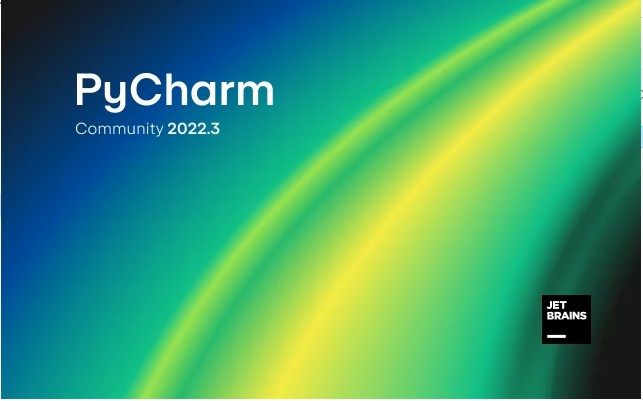 PyCharm
Community 2022.3
JET
BRAINS